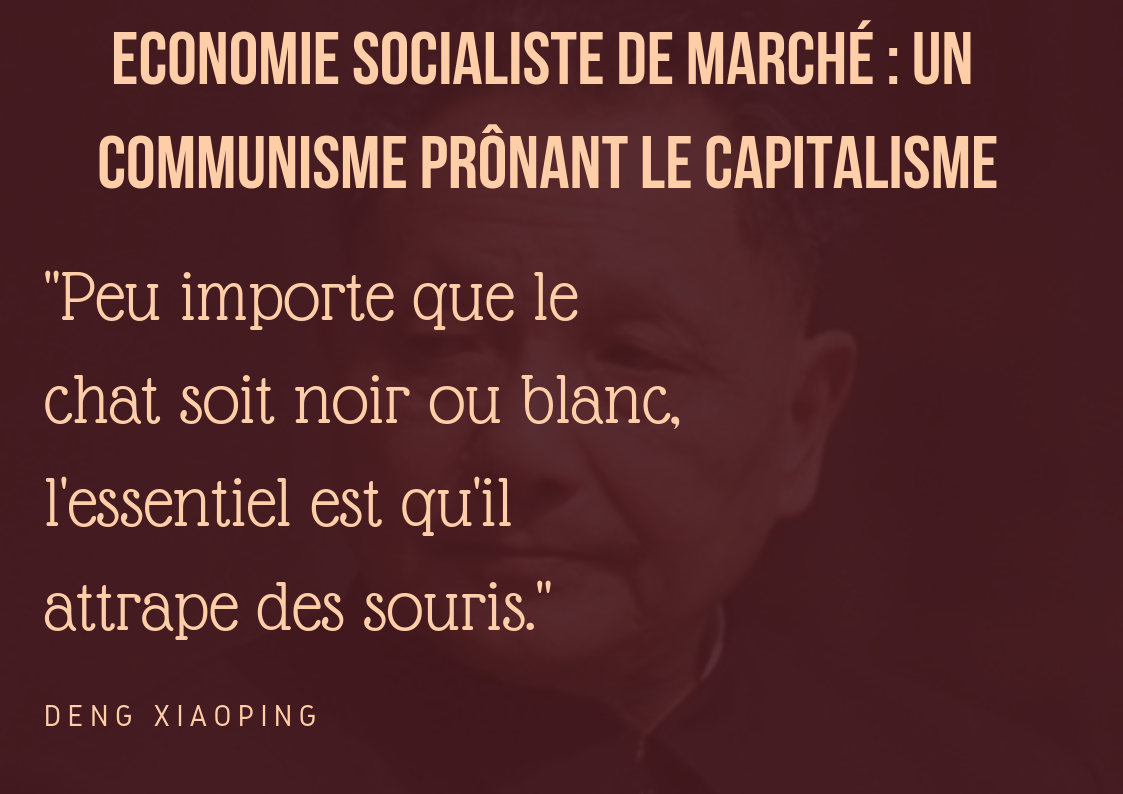 ECONOMIE SOCIALISTE DE MARCHÉ : UN
COMMUNISME PRÔNANT LE CAPITALISME
"Peu importe que le
chat soit noir ou blanc,
l'essentiel est qu'il
attrape des souris."
DENG XIAOPING